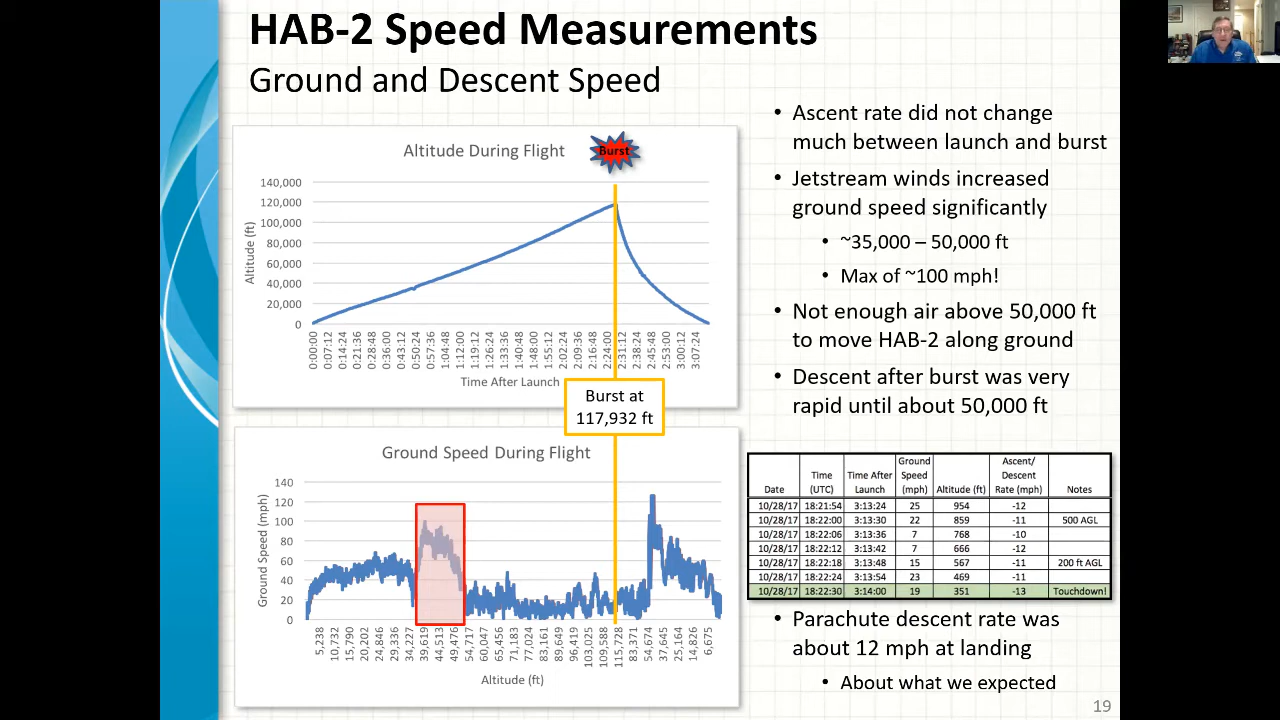 HAB-2 Speed Measurements
Ground and Descent Speed
Altitude During Flight
Burst
140,000
120,000
100,000
80,000
60,000
40,000
20,000
0
Altitude (ft)
0:00:00 0:07:12 0:14:24 0:21:36 0:28:48 0:36:00 0:43:12 0:50:24 0:57:36 1:04:48 1:12:00 1:19:12 1:26:24 1:33:36 1:40:48 1:48:00 1:55:12 2:02:24 2:09:36 2:16:48 2:24:00 2:31:12 2:38:24 2:45:48 2:53:00 3:00:12 3:07:24
Time After Launch
Burst at
117,932 ft
Ground Speed During Flight
140
120
100
80
60
40
20
0
Ground Speed (mph)
5,238 10,732 15,790 20,202 24,846 29,336 34,227 39,619 44,513 49,476 54,717 60,047 65,456 71,183 77,024 83,161 89,649 96,419 103,025 109,588 115,728 83,371 54,674 37,645 25,164 14,826 6,675
Altitude (ft)
• Ascent rate did not change
much between launch and burst
• Jetstream winds increased
ground speed significantly
• ~35,000 – 50,000 ft
• Max of ~100 mph!
• Not enough air above 50,000 ft
to move HAB-2 along ground
• Descent after burst was very
rapid until about 50,000 ft
Date Time (UTC) Time After Launch Ground Speed (mph) Altitude (ft) Ascent/ Descent Rate (mph) Notes
10/28/17 18:21:54 3:13:24 25 954 -12
10/28/17 18:22:00 3:13:30 22 859 -11 500 AGL
10/28/17 18:22:06 3:13:36 7 768 -10
10/28/17 18:22:12 3:13:42 7 666 -12
10/28/17 18:22:18 3:13:48 15 567 -11 200 ft AGL
10/28/17 18:22:24 3:13:54 23 469 -11
10/28/17 18:22:30 3:14:00 19 351 -13 Touchdown!
• Parachute descent rate was
about 12 mph at landing
• About what we expected
19